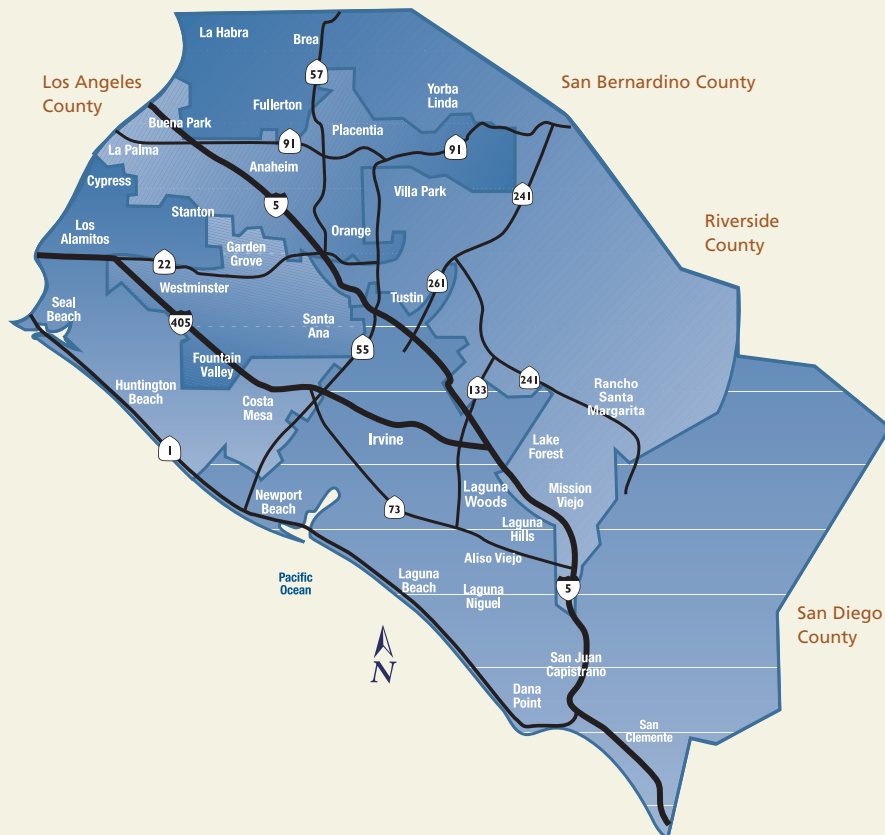 La Habra
Brea
Los Angeles
County
57
San Bernardino County
Yorba
Linda
Fullerton
Buena Park
Placentia
91
91
La Palma
Anaheim
Cypress
Villa Park
241
5
Stanton
Los
Alamitos
Orange
Riverside
County
Garden
Grove
22
Westminster
261
Tustin
Seal
Beach
405
Santa
Ana
55
Fountain
Valley
Huntington
Beach
133
241
Rancho
Santa
Margarita
Costa
Mesa
Irvine
1
Lake
Forest
Newport
Beach
Laguna
Woods
Mission
Viejo
73
Laguna
Hills
Aliso Viejo
Pacific
Ocean
Laguna
Beach
Laguna
Niguel
5
San Diego
County
N
San Juan
Capistrano
Dana
Point
San
Clemente